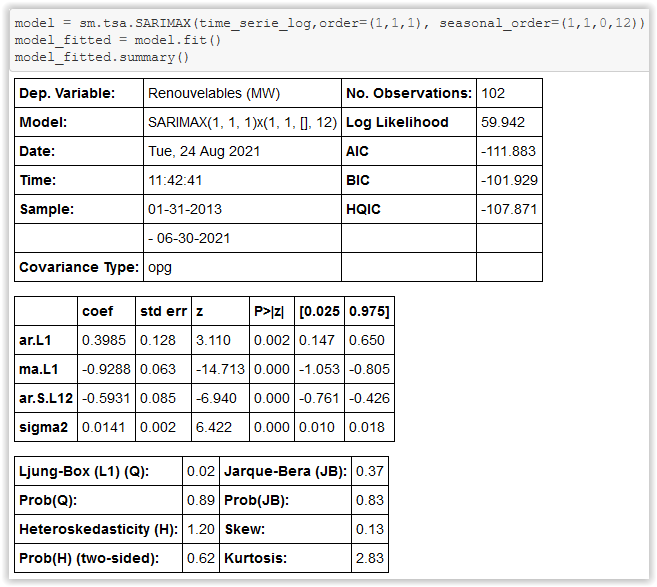 model = sm.tsa.SARIMAX(time_serie_log,order=(1,1,1), seasonal_order=(1,1,0,12))
model_fitted = model.fit()
model_fitted.summary()
Dep. Variable: Renouvelables (MW) No. Observations: 102
Model: SARIMAX(1, 1, 1)x(1, 1, [], 12) Log Likelihood 59.942
Date: Tue, 24 Aug 2021 AIC -111.883
Time: 11:42:41 BIC -101.929
Sample: 01-31-2013 HQIC -107.871
- 06-30-2021
Covariance Type: opg
coef std err z P>|z| [0.025 0.975]
ar.L1 0.3985 0.128 3.110 0.002 0.147 0.650
ma.L1 -0.9288 0.063 -14.713 0.000 -1.053 -0.805
ar.S.L12 -0.5931 0.085 -6.940 0.000 -0.761 -0.426
sigma2 0.0141 0.002 6.422 0.000 0.010 0.018
Ljung-Box (L1) (Q): 0.02 Jarque-Bera (JB): 0.37
Prob(Q): 0.89 Prob(JB): 0.83
Heteroskedasticity (H): 1.20 Skew: 0.13
Prob(H) (two-sided): 0.62 Kurtosis: 2.83